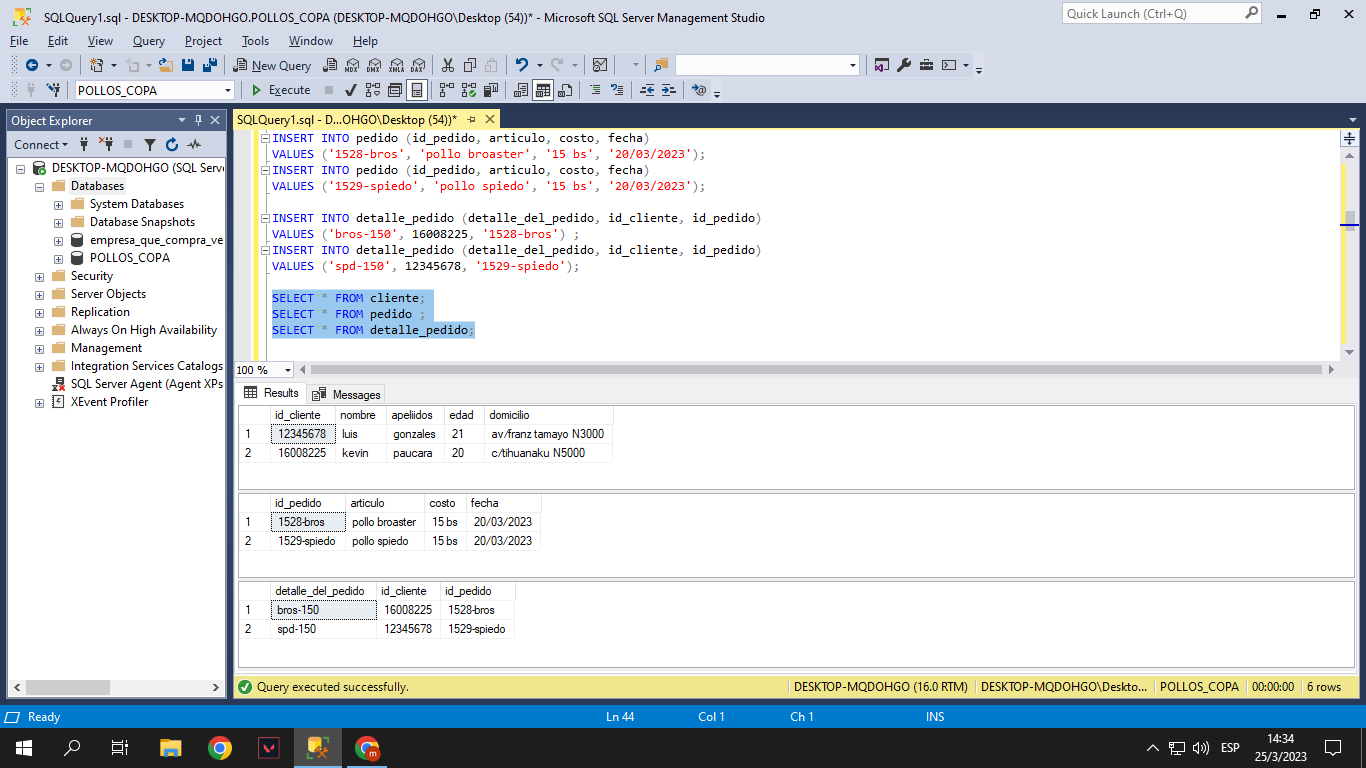 SQLQuery1.sql - DESKTOP-MQDOHGO.POLLOS_COPA (DESKTOP-MQDOHGO\Desktop (54))* - Microsoft SQL Server Management Studio
Quick Launch (Ctrl+Q)
File Edit View Query Project Tools Window Help
New Query MDX DMX XMLA DAX
POLLOS_COPA Execute
Object Explorer
Connect
DESKTOP-MQDOHGO (SQL Serve
Databases
System Databases
Database Snapshots
empresa_que_compra_ve
POLLOS_COPA
Security
Server Objects
Replication
Always On High Availability
Management
Integration Services Catalogs
SQL Server Agent (Agent XPs
XEvent Profiler
SQLQuery1.sql - D...OHGO\Desktop (54))*
INSERT INTO pedido (id_pedido, articulo, costo, fecha)
VALUES ('1528-bros', 'pollo broaster', '15 bs', '20/03/2023');
INSERT INTO pedido (id_pedido, articulo, costo, fecha)
VALUES ('1529-spiedo', 'pollo spiedo', '15 bs', '20/03/2023');
INSERT INTO detalle_pedido (detalle_del_pedido, id_cliente, id_pedido)
VALUES ('bros-150', 16008225, '1528-bros') ;
INSERT INTO detalle_pedido (detalle_del_pedido, id_cliente, id_pedido)
VALUES ('spd-150', 12345678, '1529-spiedo');
SELECT * FROM cliente;
SELECT * FROM pedido ;
SELECT * FROM detalle_pedido;
100 %
Results Messages
id_cliente nombre apeliidos edad domicilio
1 12345678 luis gonzales 21 av/franz tamayo N3000
2 16008225 kevin paucara 20 c/tihuanaku N5000
id_pedido articulo costo fecha
1 1528-bros pollo broaster 15 bs 20/03/2023
2 1529-spiedo pollo spiedo 15 bs 20/03/2023
detalle_del_pedido id_cliente id_pedido
1 bros-150 16008225 1528-bros
2 spd-150 12345678 1529-spiedo
Query executed successfully. DESKTOP-MQDOHGO (16.0 RTM) DESKTOP-MQDOHGO\Deskto... POLLOS_COPA 00:00:00 6 rows
Ready Ln 44 Col 1 Ch 1 INS
m ESP 14:34
25/3/2023